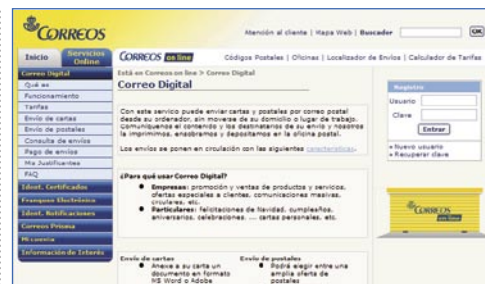 CORREOS
Atención al cliente | Mapa Web | Buscador
OK
Inicio
Servicios Online
CORREOS on line
Códigos Postales | Oficinas | Localizador de Envíos | Calculador de Tarifas
Correo Digital
Qué es
Funcionamiento
Tarifas
Envío de cartas
Envío de postales
Consulta de envíos
Pago de envíos
Mis Justificantes
FAQ
Ident. Certificados
Franqueo Electrónico
Ident. Notificaciones
Correos Prisma
Mi cuenta
Información de Interés
Está en Correos on line > Correo Digital
Correo Digital
Con este servicio puede enviar cartas y postales por correo postal
desde su ordenador, sin moverse de su domicilio o lugar de trabajo.
Comuníquenos el contenido y los destinatarios de su envío y nosotros
la imprimimos, ensobramos y depositamos en la oficina postal.
Los envíos se ponen en circulación con las siguientes características.
¿Para qué usar Correo Digital?
Empresas: promoción y ventas de productos y servicios,
ofertas especiales a clientes, comunicaciones masivas,
circulares, etc.
Particulares: felicitaciones de Navidad, cumpleaños,
aniversarios, celebraciones, ... cartas personales, etc.
Envío de cartas
Anexe a su carta un
documento en formato
MS Word o Adobe
Envío de postales
Podrá elegir entre una
amplia oferta de
postales
Registro
Usuario
Clave
Entrar
Nuevo usuario
Recuperar clave
CORREOS
on line